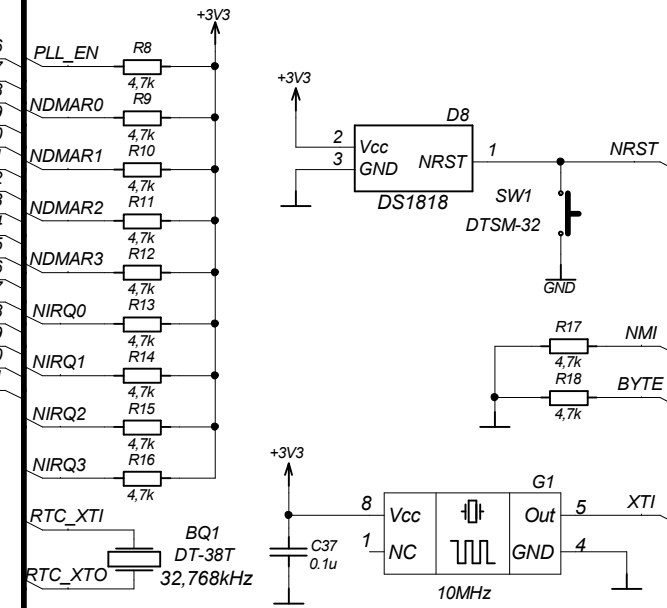 +3V3
PLL_EN
R8
4,7k
NDMAR0
R9
4,7k
NDMAR1
R10
4,7k
NDMAR2
R11
4,7k
NDMAR3
R12
4,7k
NIRQ0
R13
4,7k
NIRQ1
R14
4,7k
NIRQ2
R15
4,7k
NIRQ3
R16
4,7k
RTC_XTI
RTC_XTO
BQ1
DT-38T
32,768kHz
+3V3
D8
2 Vcc
3 GND
NRST 1
DS1818
NRST
SW1
DTSM-32
GND
R17
4,7k
NMI
R18
4,7k
BYTE
+3V3
C37
0.1u
G1
8 Vcc
1 NC
Out 5
GND 4
XTI
10MHz